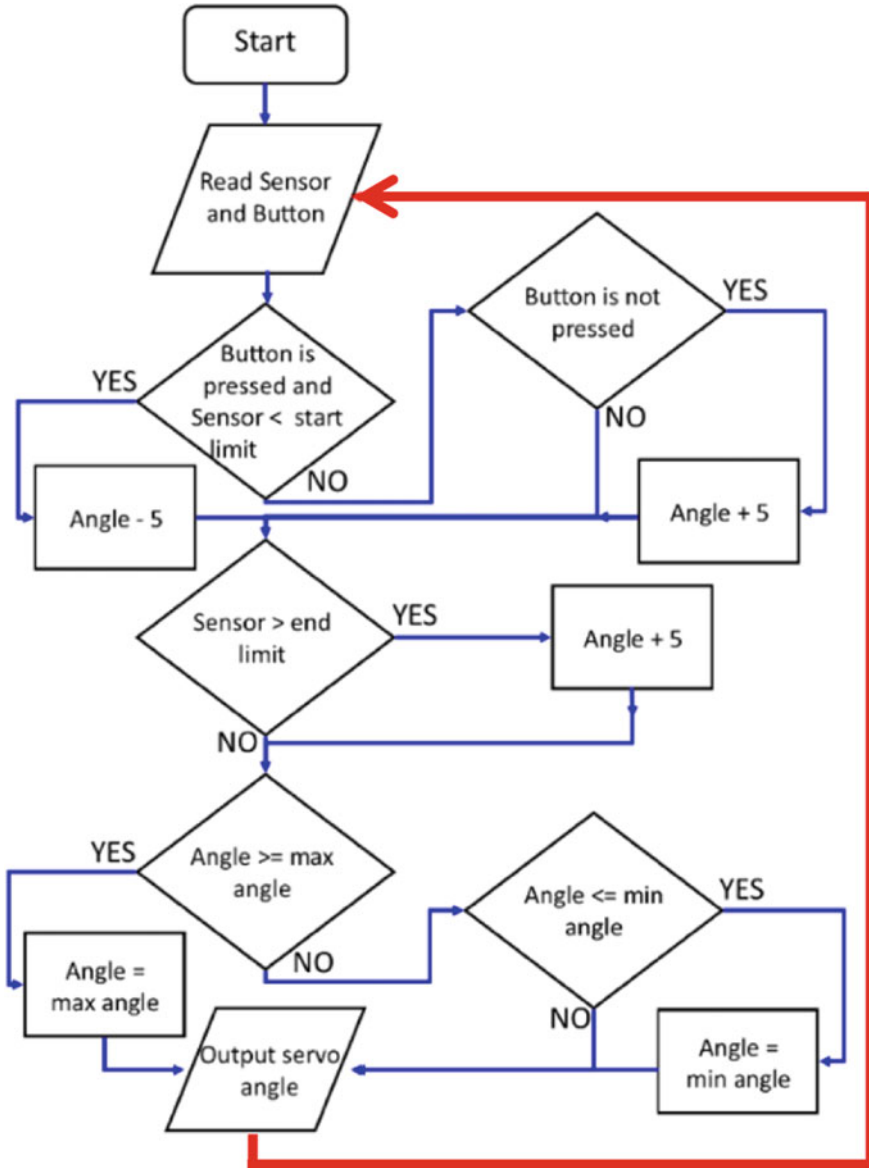 Start
Read Sensor
and Button
Button is
pressed and
Sensor < start
limit
YES
NO
Button is not
pressed
YES
NO
Angle - 5
Angle + 5
Sensor > end
limit
YES
NO
Angle + 5
Angle >= max
angle
YES
NO
Angle <= min
angle
YES
NO
Angle =
max angle
Output servo
angle
Angle =
min angle